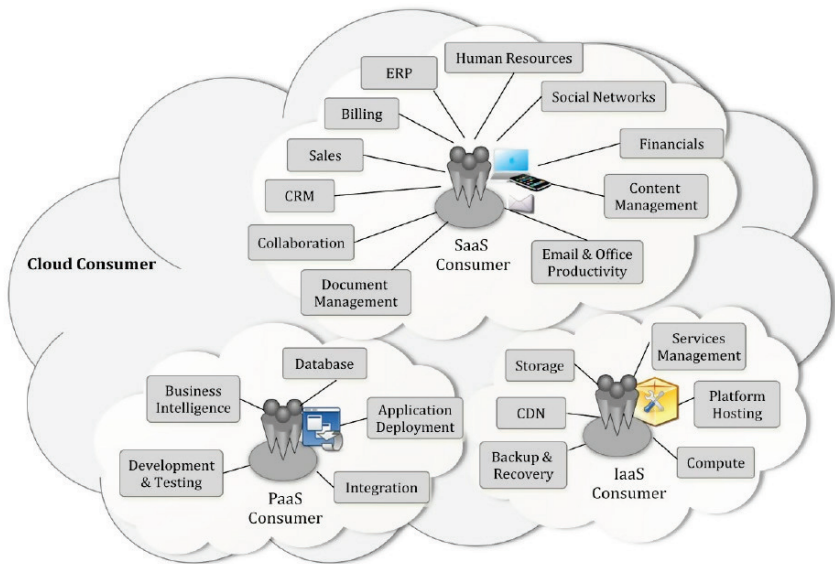 Human Resources
ERP
Social Networks
Billing
Financials
Sales
Content
Management
CRM
Collaboration
SaaS
Consumer
Email & Office
Productivity
Document
Management
Cloud Consumer
Database
Business
Intelligence
Application
Deployment
Development
& Testing
Integration
PaaS
Consumer
Services
Management
Storage
Platform
Hosting
CDN
Backup &
Recovery
Compute
IaaS
Consumer